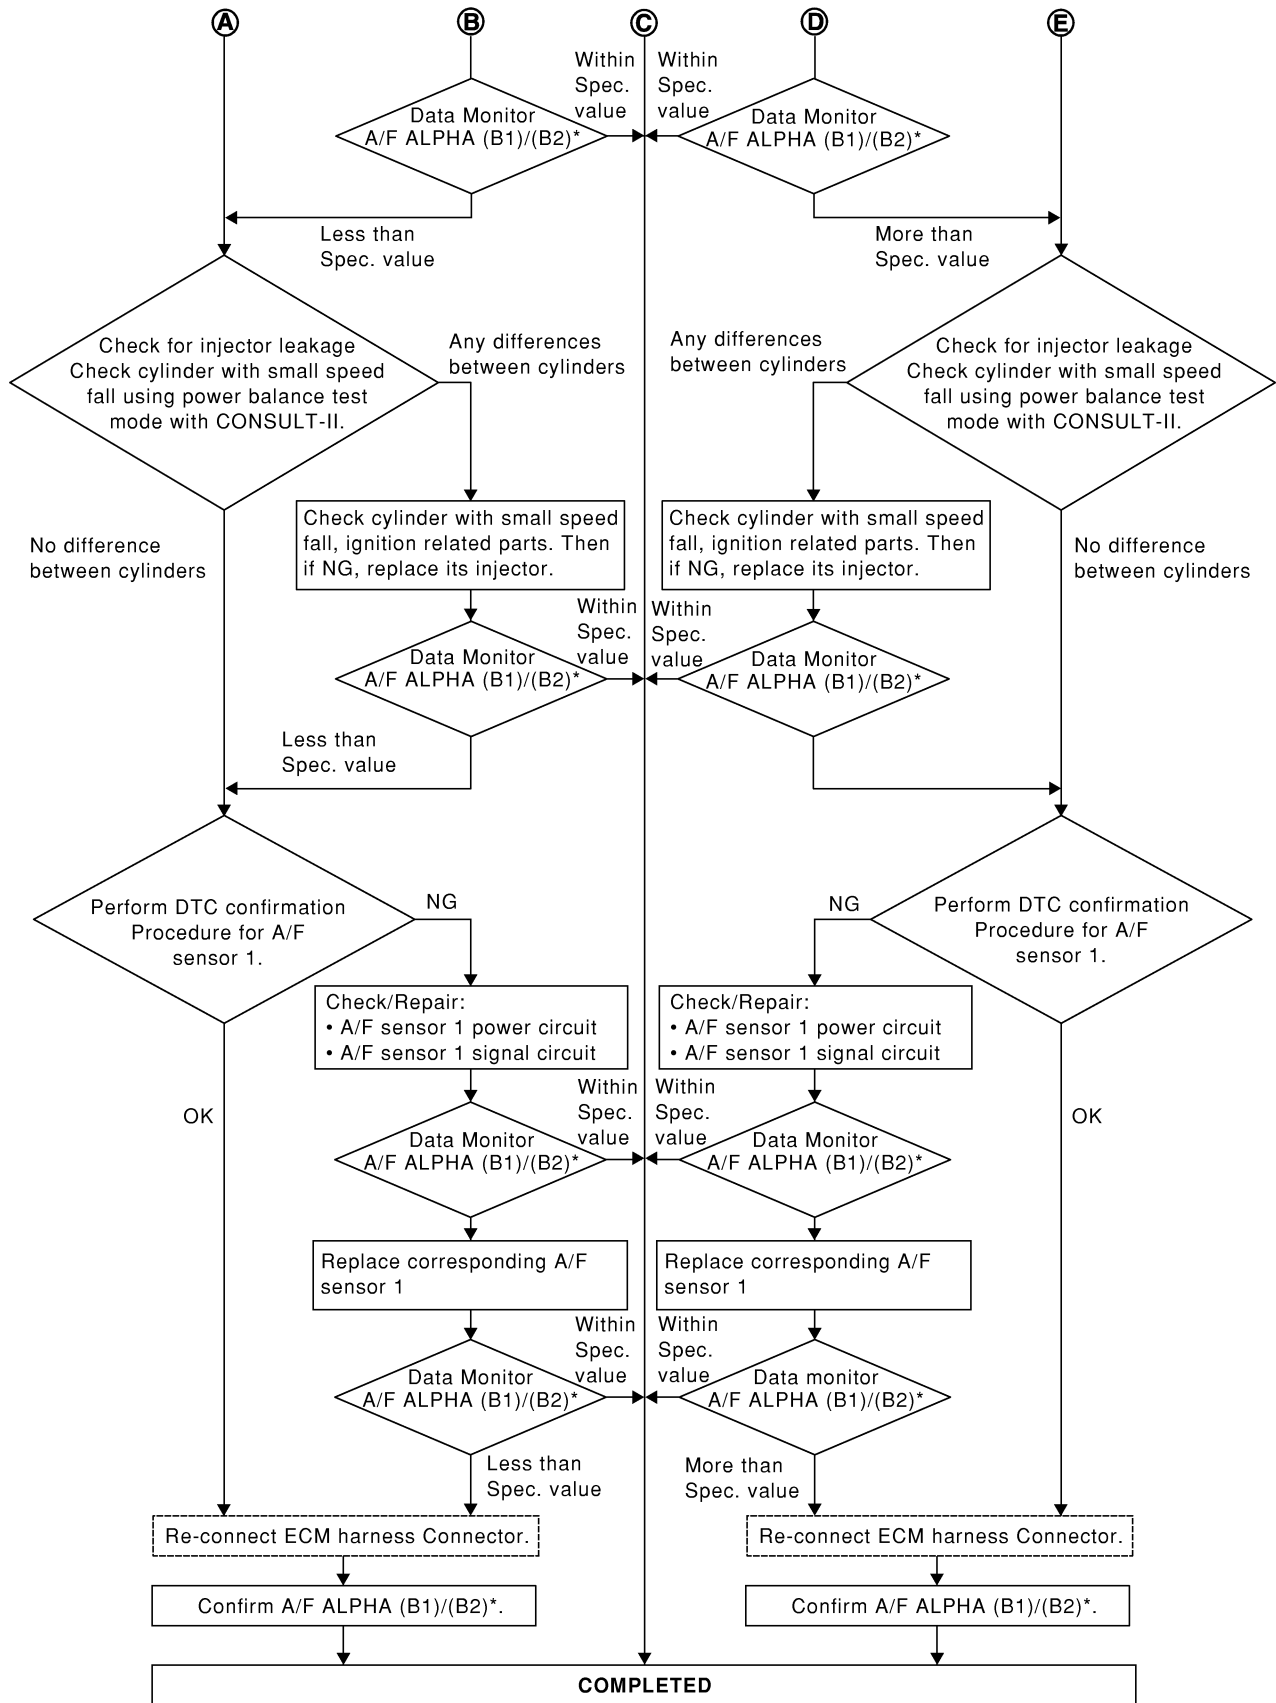 A
B
C
D
E
Within
Spec.
value
Within
Spec.
value
Data Monitor
A/F ALPHA (B1)/(B2)*
Data Monitor
A/F ALPHA (B1)/(B2)*
Less than
Spec. value
More than
Spec. value
Check for injector leakage
Check cylinder with small speed
fall using power balance test
mode with CONSULT-II.
Any differences
between cylinders
Any differences
between cylinders
Check for injector leakage
Check cylinder with small speed
fall using power balance test
mode with CONSULT-II.
No difference
between cylinders
Check cylinder with small speed
fall, ignition related parts. Then
if NG, replace its injector.
Check cylinder with small speed
fall, ignition related parts. Then
if NG, replace its injector.
No difference
between cylinders
Within
Spec.
value
Within
Spec.
value
Data Monitor
A/F ALPHA (B1)/(B2)*
Data Monitor
A/F ALPHA (B1)/(B2)*
Less than
Spec. value
Perform DTC confirmation
Procedure for A/F
sensor 1.
NG
NG
Perform DTC confirmation
Procedure for A/F
sensor 1.
Check/Repair:
• A/F sensor 1 power circuit
• A/F sensor 1 signal circuit
Check/Repair:
• A/F sensor 1 power circuit
• A/F sensor 1 signal circuit
OK
Within
Spec.
value
Within
Spec.
value
OK
Data Monitor
A/F ALPHA (B1)/(B2)*
Data Monitor
A/F ALPHA (B1)/(B2)*
Replace corresponding A/F
sensor 1
Replace corresponding A/F
sensor 1
Within
Spec.
value
Within
Spec.
value
Data Monitor
A/F ALPHA (B1)/(B2)*
Data monitor
A/F ALPHA (B1)/(B2)*
Less than
Spec. value
More than
Spec. value
Re-connect ECM harness Connector.
Re-connect ECM harness Connector.
Confirm A/F ALPHA (B1)/(B2)*.
Confirm A/F ALPHA (B1)/(B2)*.
COMPLETED